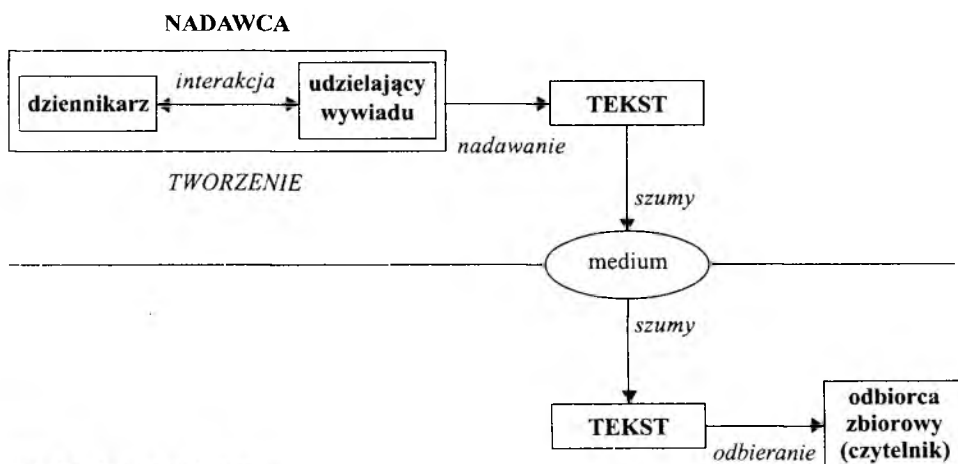 NADAWCA
dziennikarz
interakcja
udzielający
wywiadu
nadawanie
TEKST
TWORZENIE
szumy
medium
szumy
TEKST
odbieranie
odbiorca
zbiorowy
(czytelnik)